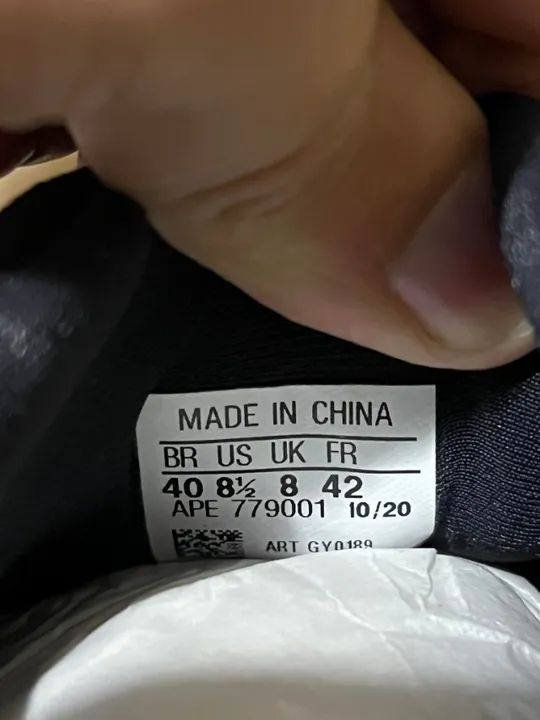 MADE IN CHINA
BR US UK FR
40 8½ 8 42
APE 779001 10/20
ART GY0189